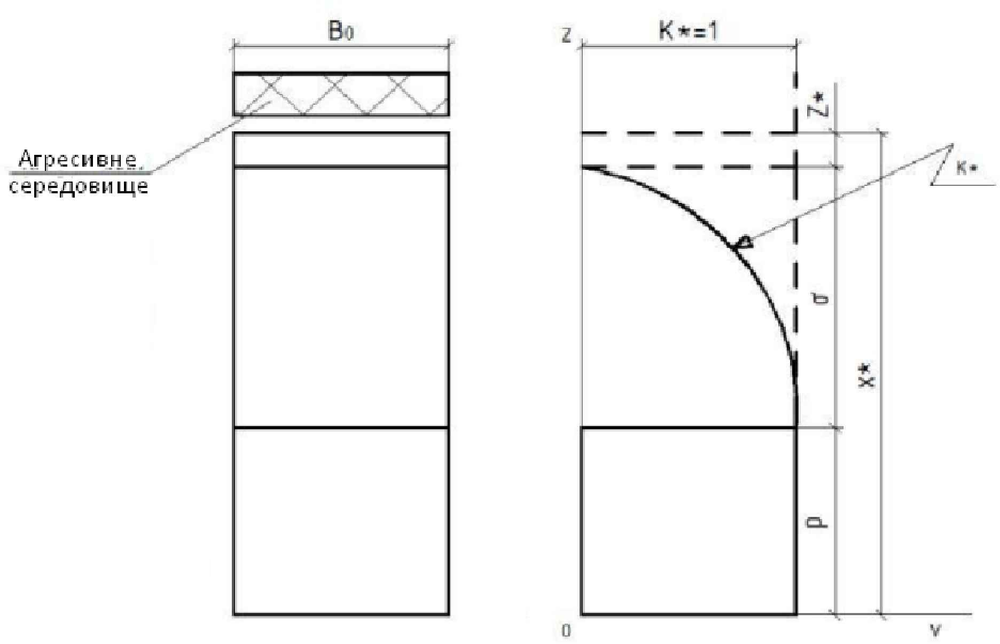 B₀
Z
K*=1
Z*
Агресивне
середовище
K*
σ
x*
p
0
v